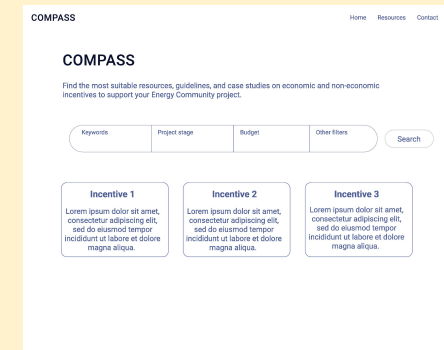 COMPASS
Home Resources Contact
COMPASS
Find the most suitable resources, guidelines, and case studies on economic and non-economic
incentives to support your Energy Community project.
Keywords Project stage Budget Other filters
Search
Incentive 1
Lorem ipsum dolor sit amet,
consectetur adipiscing elit,
sed do eiusmod tempor
incididunt ut labore et dolore
magna aliqua.
Incentive 2
Lorem ipsum dolor sit amet,
consectetur adipiscing elit,
sed do eiusmod tempor
incididunt ut labore et dolore
magna aliqua.
Incentive 3
Lorem ipsum dolor sit amet,
consectetur adipiscing elit,
sed do eiusmod tempor
incididunt ut labore et dolore
magna aliqua.